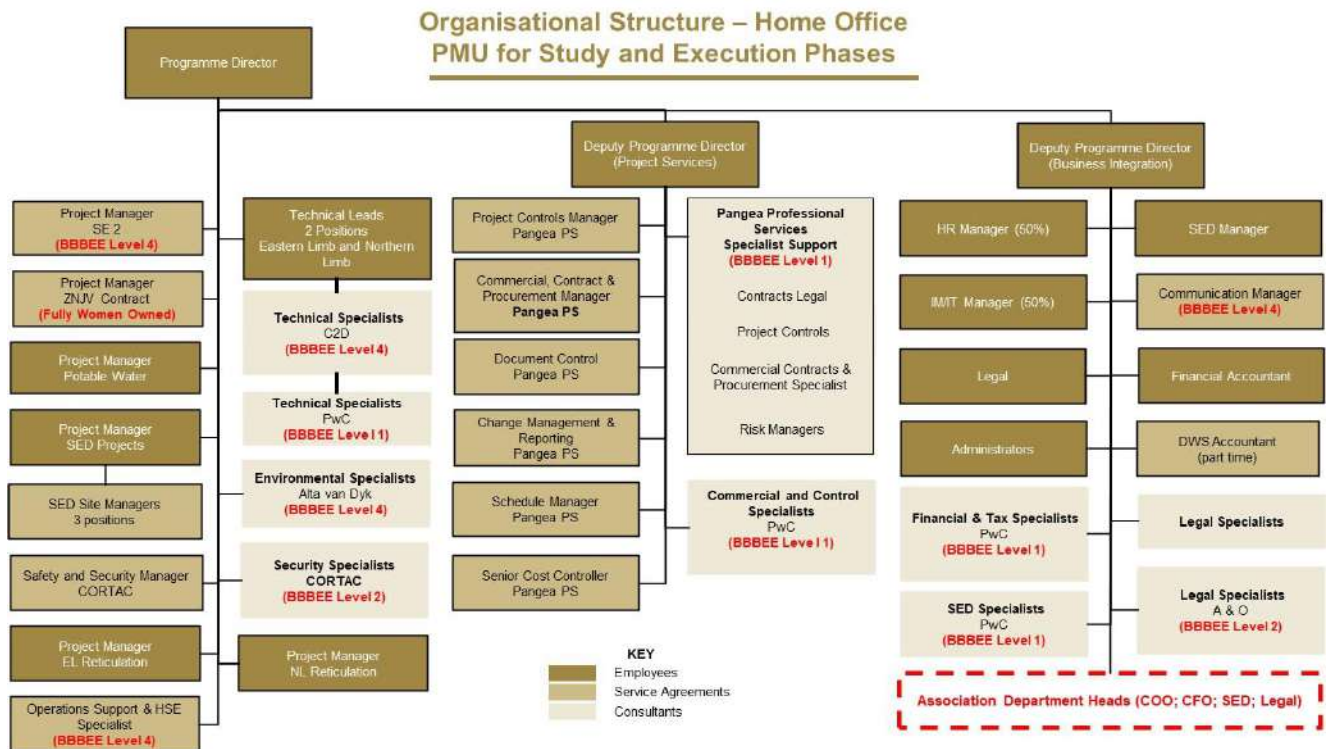 Organisational Structure – Home Office
PMU for Study and Execution Phases
Programme Director
Deputy Programme Director
(Project Services)
Deputy Programme Director
(Business Integration)
Project Manager
SE 2
(BBBEE Level 4)
Project Manager
ZNJV Contract
(Fully Women Owned)
Project Manager
Potable Water
Project Manager
SED Projects
SED Site Managers
3 positions
Safety and Security Manager
CORTAC
Project Manager
EL Reticulation
Operations Support & HSE
Specialist
(BBBEE Level 4)
Technical Leads
2 Positions
Eastern Limb and Northern
Limb
Technical Specialists
C2D
(BBBEE Level 4)
Technical Specialists
PwC
(BBBEE Level 1)
Environmental Specialists
Alta van Dyk
(BBBEE Level 4)
Security Specialists
CORTAC
(BBBEE Level 2)
Project Manager
NL Reticulation
Project Controls Manager
Pangea PS
Commercial, Contract &
Procurement Manager
Pangea PS
Document Control
Pangea PS
Change Management &
Reporting
Pangea PS
Schedule Manager
Pangea PS
Senior Cost Controller
Pangea PS
Pangea Professional
Services
Specialist Support
(BBBEE Level 1)
Contracts Legal
Project Controls
Commercial Contracts &
Procurement Specialist
Risk Managers
Commercial and Control
Specialists
PwC
(BBBEE Level 1)
HR Manager (50%)
IM/IT Manager (50%)
Legal
Administrators
Financial & Tax Specialists
PwC
(BBBEE Level 1)
SED Specialists
PwC
(BBBEE Level 1)
SED Manager
Communication Manager
(BBBEE Level 4)
Financial Accountant
DWS Accountant
(part time)
Legal Specialists
Legal Specialists
A & O
(BBBEE Level 2)
Association Department Heads (COO; CFO; SED; Legal)
KEY
Employees
Service Agreements
Consultants